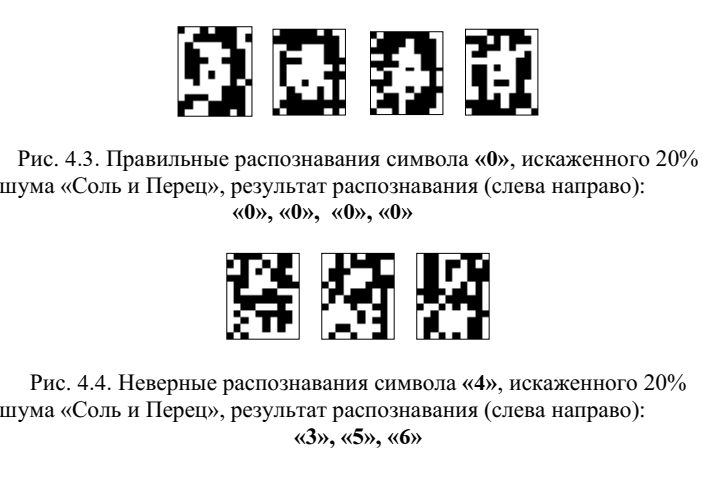 Рис. 4.3. Правильные распознавания символа «0», искаженного 20%
шума «Соль и Перец», результат распознавания (слева направо):
«0», «0», «0», «0»
Рис. 4.4. Неверные распознавания символа «4», искаженного 20%
шума «Соль и Перец», результат распознавания (слева направо):
«3», «5», «6»